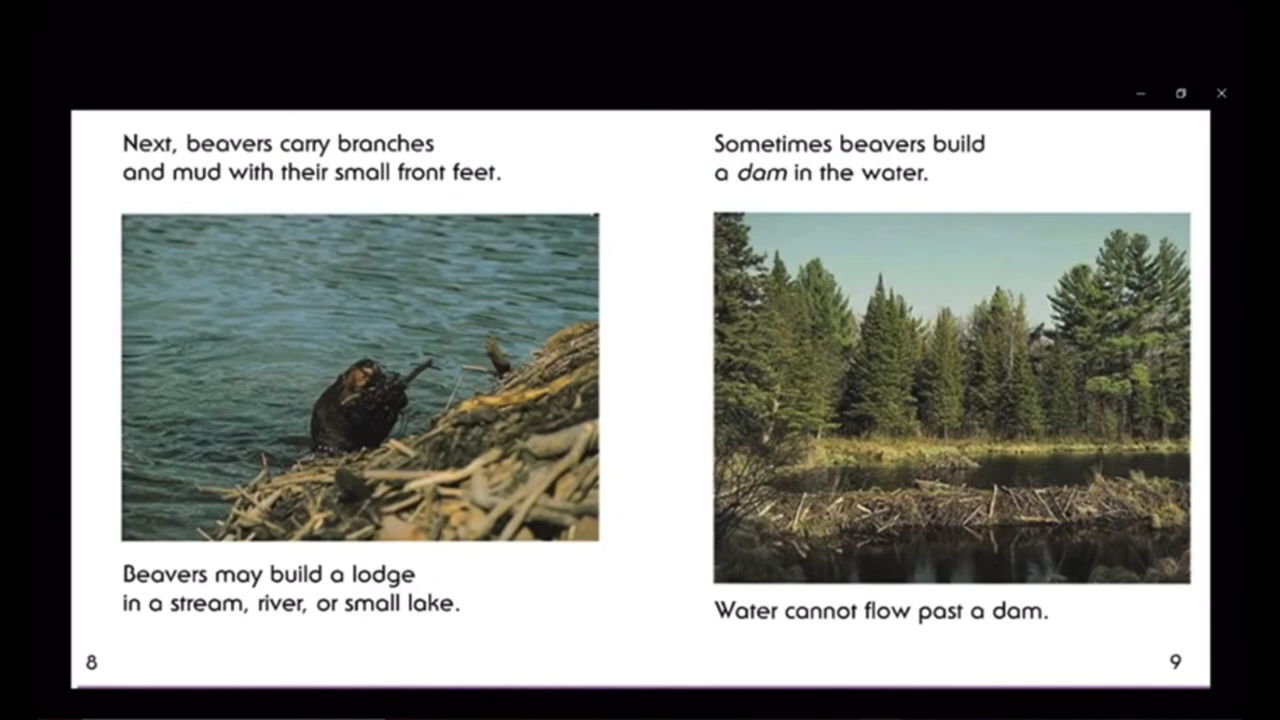 Next, beavers carry branches
and mud with their small front feet.
Beavers may build a lodge
in a stream, river, or small lake.
8
Sometimes beavers build
a dam in the water.
Water cannot flow past a dam.
9